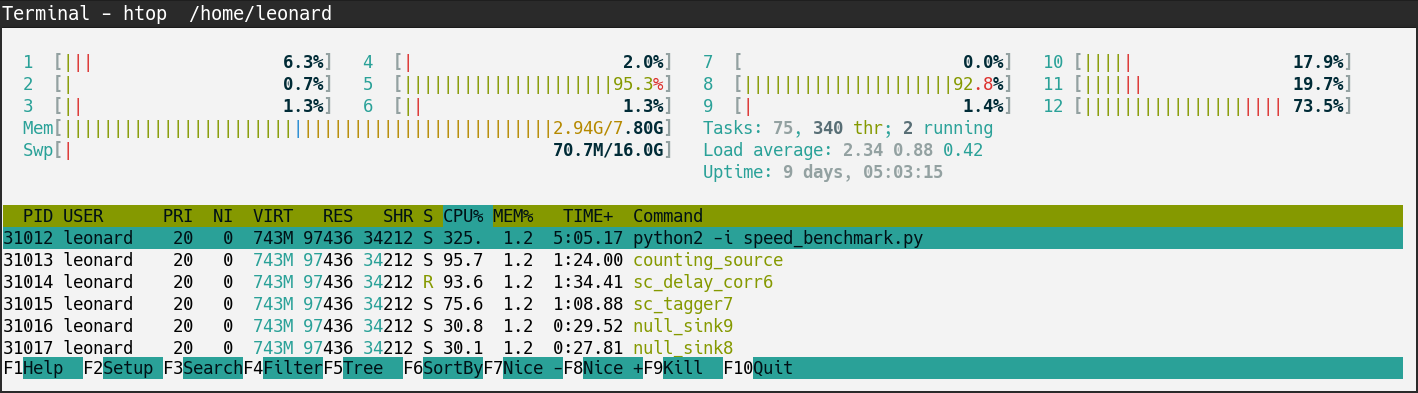 Terminal - htop  /home/leonard
1  [|||                   6.3%]   4  [|                     2.0%]   7  [                      0.0%]   10 [|||||                17.9%]
2  [|                     0.7%]   5  [|||||||||||||||||||||95.3%]   8  [|||||||||||||||||||||92.8%]   11 [||||||               19.7%]
3  [||                    1.3%]   6  [||                    1.3%]   9  [|                     1.4%]   12 [|||||||||||||||||||| 73.5%]
Mem[|||||||||||||||||||||||||||||||||||||||||||||||||2.94G/7.80G]   Tasks: 75, 340 thr; 2 running
Swp[|                                                70.7M/16.0G]   Load average: 2.34 0.88 0.42
Uptime: 9 days, 05:03:15
PID USER      PRI  NI  VIRT   RES   SHR S CPU% MEM%   TIME+  Command
31012 leonard    20   0  743M 97436 34212 S 325.  1.2  5:05.17 python2 -i speed_benchmark.py
31013 leonard    20   0  743M 97436 34212 S 95.7  1.2  1:24.00 counting_source
31014 leonard    20   0  743M 97436 34212 R 93.6  1.2  1:34.41 sc_delay_corr6
31015 leonard    20   0  743M 97436 34212 S 75.6  1.2  1:08.88 sc_tagger7
31016 leonard    20   0  743M 97436 34212 S 30.8  1.2  0:29.52 null_sink9
31017 leonard    20   0  743M 97436 34212 S 30.1  1.2  0:27.81 null_sink8
F1Help  F2Setup F3SearchF4FilterF5Tree  F6SortByF7Nice -F8Nice +F9Kill  F10Quit